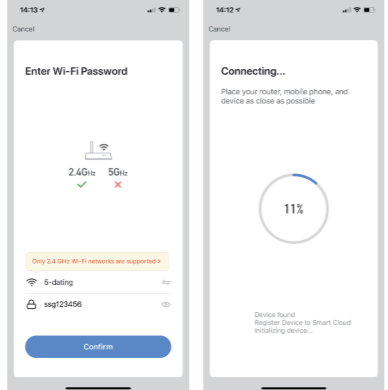 14:13
Cancel
Enter Wi-Fi Password
2.4GHz 5GHz
Only 2.4 GHz Wi-Fi networks are supported >
5-dating
ssg123456
Confirm
14:12
Cancel
Connecting...
Place your router, mobile phone, and
device as close as possible
11%
Device found
Register Device to Smart Cloud
Initializing device...